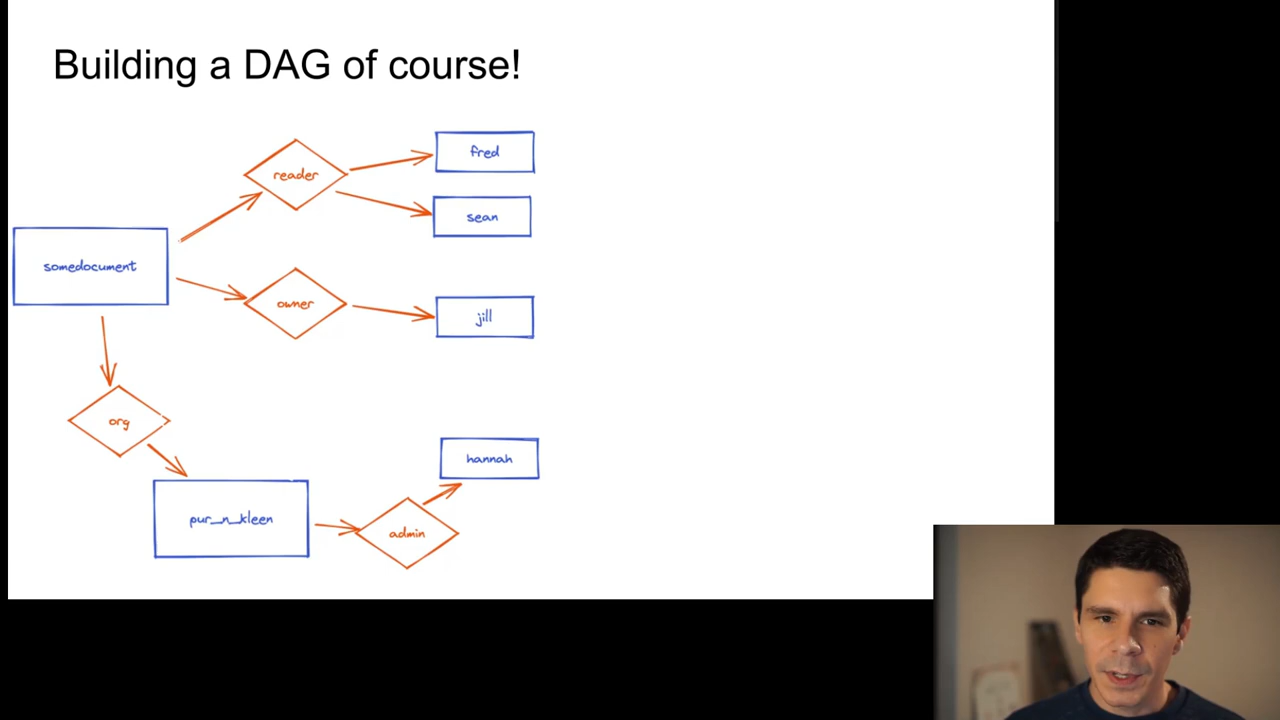 Building a DAG of course!
reader
fred
sean
somedocument
owner
jill
org
hannah
pur_n_kleen
admin